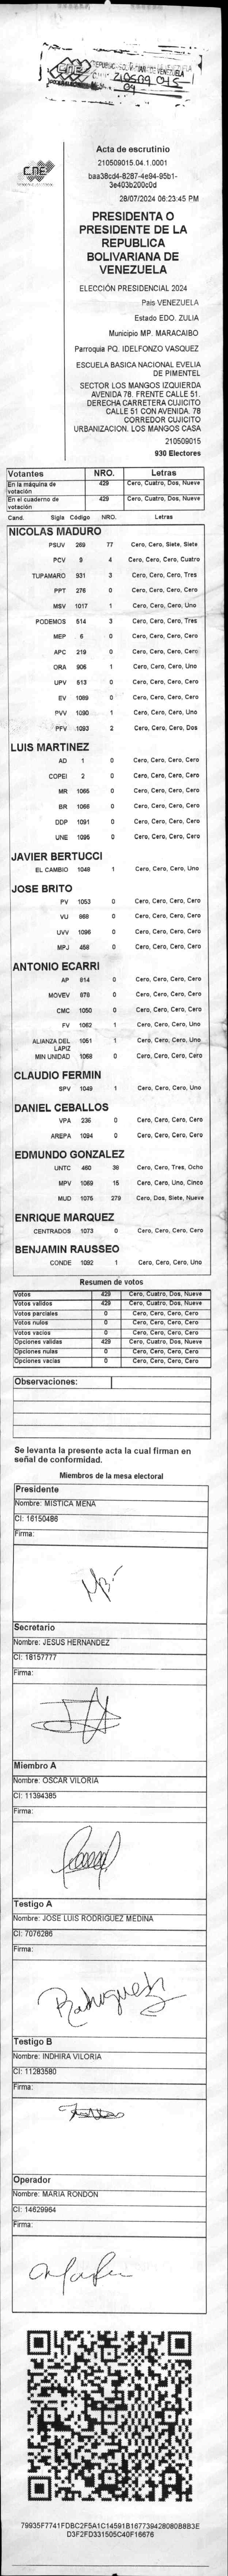 CNE
210509 015
04
CNE
Acta de escrutinio
210509015.04.1.0001
baa38cd4-8287-4e94-95b1-
3e403b200c0d
28/07/2024 06:23:45 PM
PRESIDENTA O
PRESIDENTE DE LA
REPUBLICA
BOLIVARIANA DE
VENEZUELA
ELECCIÓN PRESIDENCIAL 2024
Pais VENEZUELA
Estado EDO. ZULIA
Municipio MP. MARACAIBO
Parroquia PQ. IDELFONZO VASQUEZ
ESCUELA BASICA NACIONAL EVELIA
DE PIMENTEL
SECTOR LOS MANGOS IZQUIERDA
AVENIDA 78. FRENTE CALLE 51.
DERECHA CARRETERA CUJICITO
CALLE 51 CON AVENIDA. 78
CORREDOR CUJICITO
URBANIZACION. LOS MANGOS CASA
210509015
930 Electores
Votantes NRO. Letras
En la máquina de votación 429 Cero, Cuatro, Dos, Nueve
En el cuaderno de votación 429 Cero, Cuatro, Dos, Nueve
Cand. Sigla Código NRO. Letras
NICOLAS MADURO
PSUV 269 77 Cero, Cero, Siete, Siete
PCV 9 4 Cero, Cero, Cero, Cuatro
TUPAMARO 931 3 Cero, Cero, Cero, Tres
PPT 276 0 Cero, Cero, Cero, Cero
MSV 1017 1 Cero, Cero, Cero, Uno
PODEMOS 514 3 Cero, Cero, Cero, Tres
MEP 6 0 Cero, Cero, Cero, Cero
APC 219 0 Cero, Cero, Cero, Cero
ORA 906 1 Cero, Cero, Cero, Uno
UPV 513 0 Cero, Cero, Cero, Cero
EV 1089 0 Cero, Cero, Cero, Cero
PVV 1090 1 Cero, Cero, Cero, Uno
PFV 1093 2 Cero, Cero, Cero, Dos
LUIS MARTINEZ
AD 1 0 Cero, Cero, Cero, Cero
COPEI 2 0 Cero, Cero, Cero, Cero
MR 1065 0 Cero, Cero, Cero, Cero
BR 1066 0 Cero, Cero, Cero, Cero
DDP 1091 0 Cero, Cero, Cero, Cero
UNE 1095 0 Cero, Cero, Cero, Cero
JAVIER BERTUCCI
EL CAMBIO 1048 1 Cero, Cero, Cero, Uno
JOSE BRITO
PV 1053 0 Cero, Cero, Cero, Cero
VU 868 0 Cero, Cero, Cero, Cero
UVV 1096 0 Cero, Cero, Cero, Cero
MPJ 458 0 Cero, Cero, Cero, Cero
ANTONIO ECARRI
AP 814 0 Cero, Cero, Cero, Cero
MOVEV 878 0 Cero, Cero, Cero, Cero
CMC 1050 0 Cero, Cero, Cero, Cero
FV 1062 1 Cero, Cero, Cero, Uno
ALIANZA DEL LAPIZ 1051 1 Cero, Cero, Cero, Uno
MIN UNIDAD 1068 0 Cero, Cero, Cero, Cero
CLAUDIO FERMIN
SPV 1049 1 Cero, Cero, Cero, Uno
DANIEL CEBALLOS
VPA 236 0 Cero, Cero, Cero, Cero
AREPA 1094 0 Cero, Cero, Cero, Cero
EDMUNDO GONZALEZ
UNTC 460 38 Cero, Cero, Tres, Ocho
MPV 1069 15 Cero, Cero, Uno, Cinco
MUD 1075 279 Cero, Dos, Siete, Nueve
ENRIQUE MARQUEZ
CENTRADOS 1073 0 Cero, Cero, Cero, Cero
BENJAMIN RAUSSEO
CONDE 1092 1 Cero, Cero, Cero, Uno
Resumen de votos
Votos 429 Cero, Cuatro, Dos, Nueve
Votos validos 429 Cero, Cuatro, Dos, Nueve
Votos parciales 0 Cero, Cero, Cero, Cero
Votos nulos 0 Cero, Cero, Cero, Cero
Votos vacios 0 Cero, Cero, Cero, Cero
Opciones validas 429 Cero, Cuatro, Dos, Nueve
Opciones nulas 0 Cero, Cero, Cero, Cero
Opciones vacias 0 Cero, Cero, Cero, Cero
Observaciones:
Se levanta la presente acta la cual firman en
señal de conformidad.
Miembros de la mesa electoral
Presidente
Nombre: MISTICA MENA
CI: 16150486
Firma:
Secretario
Nombre: JESUS HERNANDEZ
CI: 18157777
Firma:
Miembro A
Nombre: OSCAR VILORIA
CI: 11394385
Firma:
Testigo A
Nombre: JOSE LUIS RODRIGUEZ MEDINA
CI: 7076286
Firma:
Rodriguez
Testigo B
Nombre: INDHIRA VILORIA
CI: 11283580
Firma:
Operador
Nombre: MARIA RONDON
CI: 14629964
Firma:
79935F7741FDBC2F5A1C14591B167739428080B8B3E
D3F2FD331505C40F16676